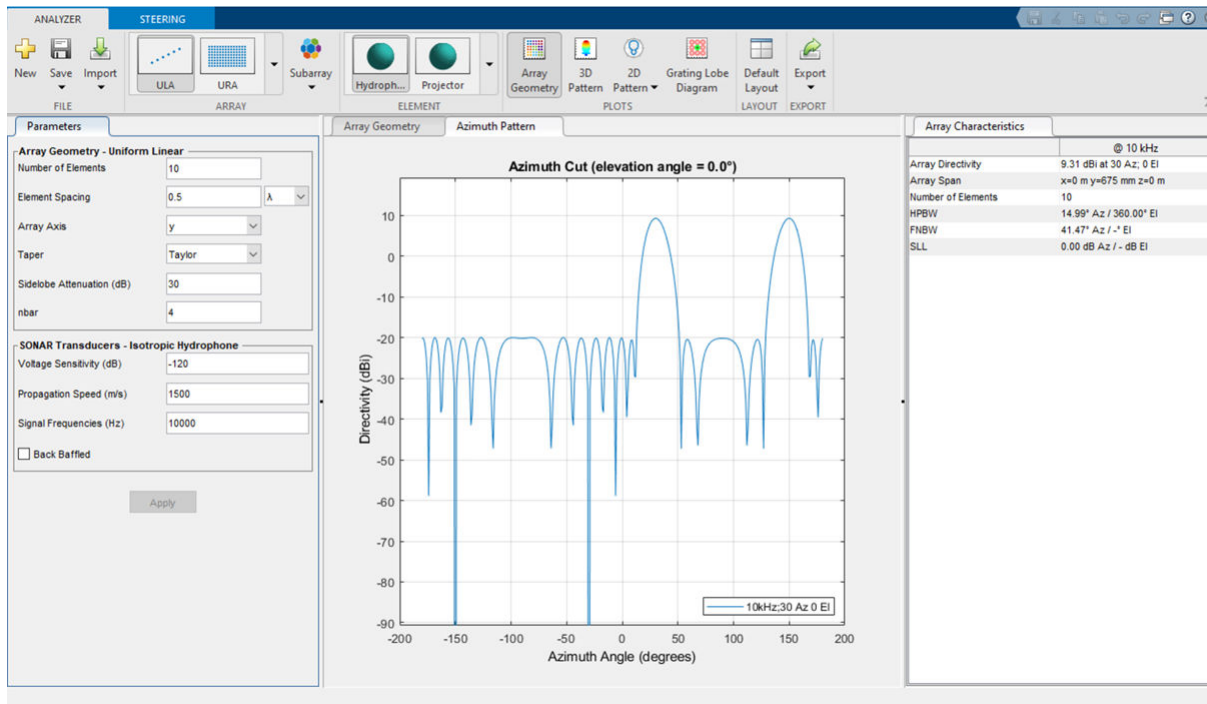 ANALYZER STEERING
New Save Import ULA URA Subarray Hydroph... Projector Array Geometry 3D Pattern 2D Pattern Grating Lobe Diagram Default Layout Export
FILE ARRAY ELEMENT PLOTS LAYOUT EXPORT
Parameters
Array Geometry - Uniform Linear
Number of Elements 10
Element Spacing 0.5 λ
Array Axis y
Taper Taylor
Sidelobe Attenuation (dB) 30
nbar 4
SONAR Transducers - Isotropic Hydrophone
Voltage Sensitivity (dB) -120
Propagation Speed (m/s) 1500
Signal Frequencies (Hz) 10000
Back Baffled
Apply
Array Geometry Azimuth Pattern
Azimuth Cut (elevation angle = 0.0°)
Directivity (dBi)
10
0
-10
-20
-30
-40
-50
-60
-70
-80
-90
10kHz;30 Az 0 El
-200 -150 -100 -50 0 50 100 150 200
Azimuth Angle (degrees)
Array Characteristics
@ 10 kHz
Array Directivity 9.31 dBi at 30 Az; 0 El
Array Span x=0 m y=675 mm z=0 m
Number of Elements 10
HPBW 14.99° Az / 360.00° El
FNBW 41.47° Az / -° El
SLL 0.00 dB Az / - dB El